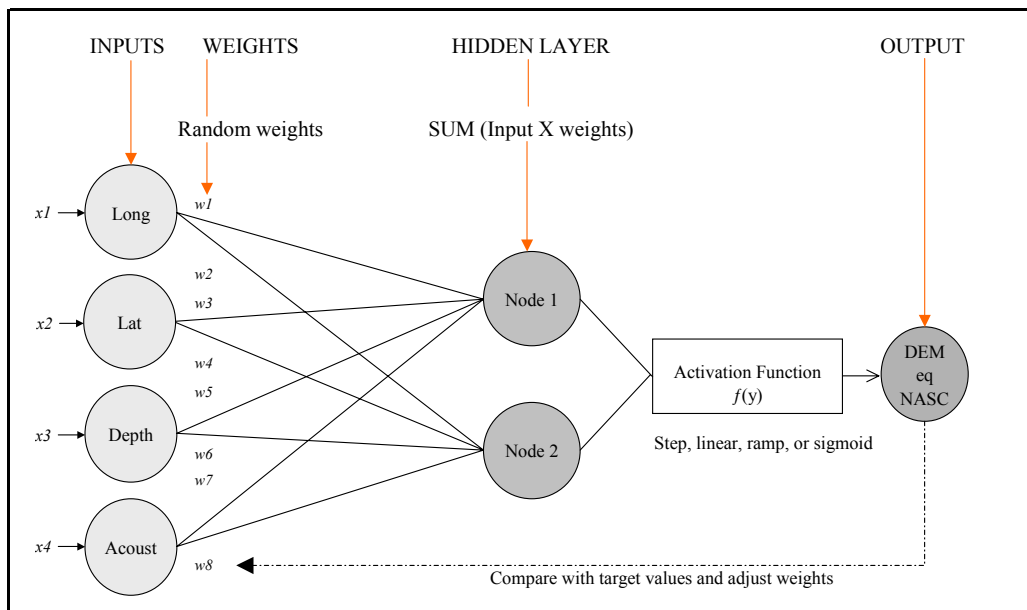 INPUTS WEIGHTS HIDDEN LAYER OUTPUT
Random weights
SUM (Input X weights)
x1
Long
w1
w2
x2
Lat
w3
w4
x3
Depth
w5
w6
x4
Acoust
w7
w8
Node 1
Node 2
Activation Function
f(y)
Step, linear, ramp, or sigmoid
DEM
eq
NASC
Compare with target values and adjust weights